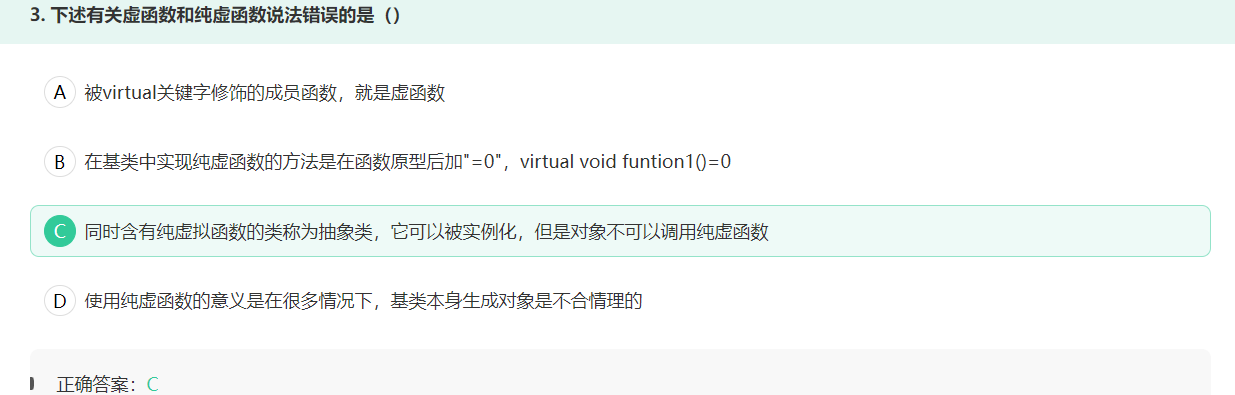 3. 下述有关虚函数和纯虚函数说法错误的是（）
A 被virtual关键字修饰的成员函数，就是虚函数
B 在基类中实现纯虚函数的方法是在函数原型后加"=0"，virtual void funtion1()=0
C 同时含有纯虚拟函数的类称为抽象类，它可以被实例化，但是对象不可以调用纯虚函数
D 使用纯虚函数的意义是在很多情况下，基类本身生成对象是不合情理的
正确答案：C